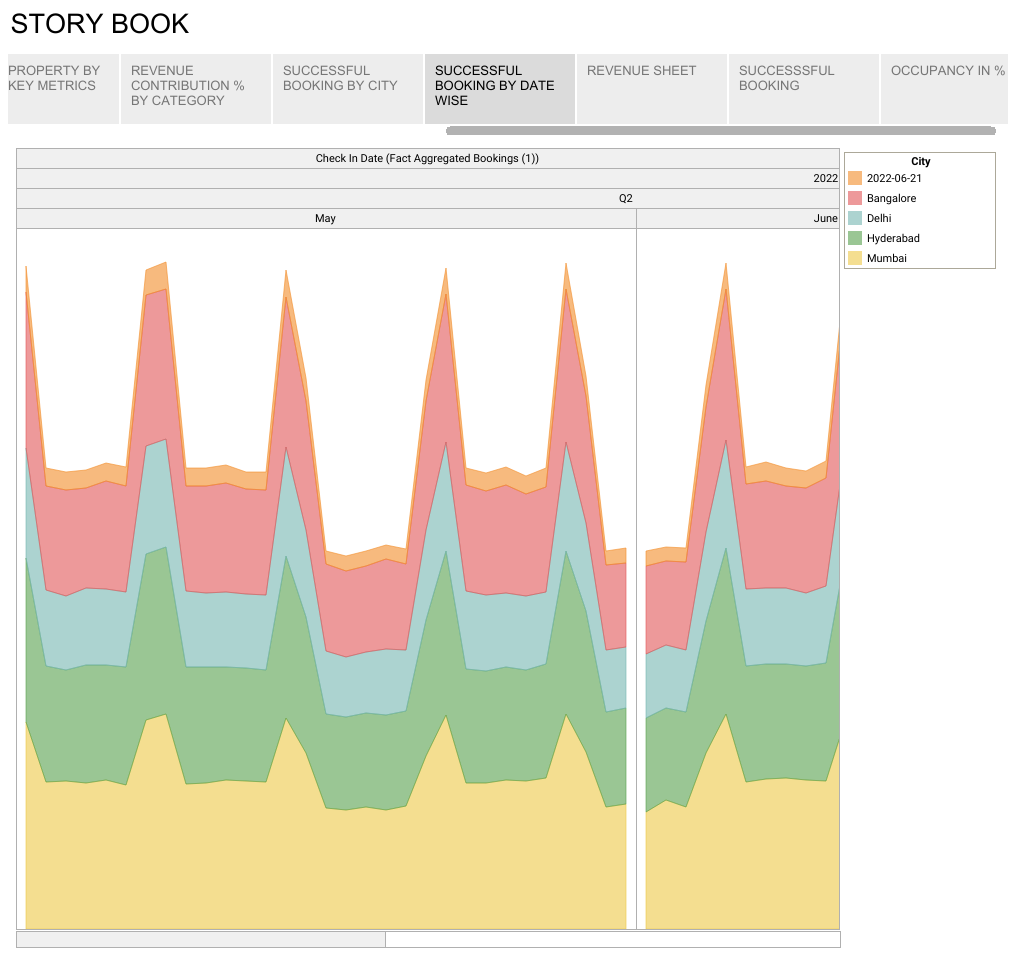 STORY BOOK
PROPERTY BY
KEY METRICS
REVENUE
CONTRIBUTION %
BY CATEGORY
SUCCESSFUL
BOOKING BY CITY
SUCCESSFUL
BOOKING BY DATE
WISE
REVENUE SHEET
SUCCESSSFUL
BOOKING
OCCUPANCY IN %
Check In Date (Fact Aggregated Bookings (1))
2022
Q2
May
June
City
2022-06-21
Bangalore
Delhi
Hyderabad
Mumbai